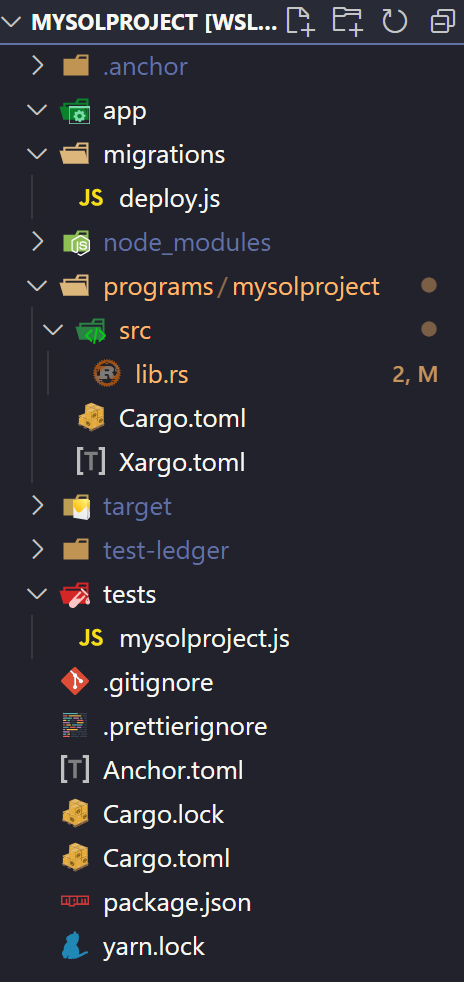 MYSOLPROJECT [WSL...
.anchor
app
migrations
JS deploy.js
node_modules
programs/mysolproject
src
lib.rs 2, M
Cargo.toml
[T] Xargo.toml
target
test-ledger
tests
JS mysolproject.js
.gitignore
.prettierignore
[T] Anchor.toml
Cargo.lock
Cargo.toml
package.json
yarn.lock